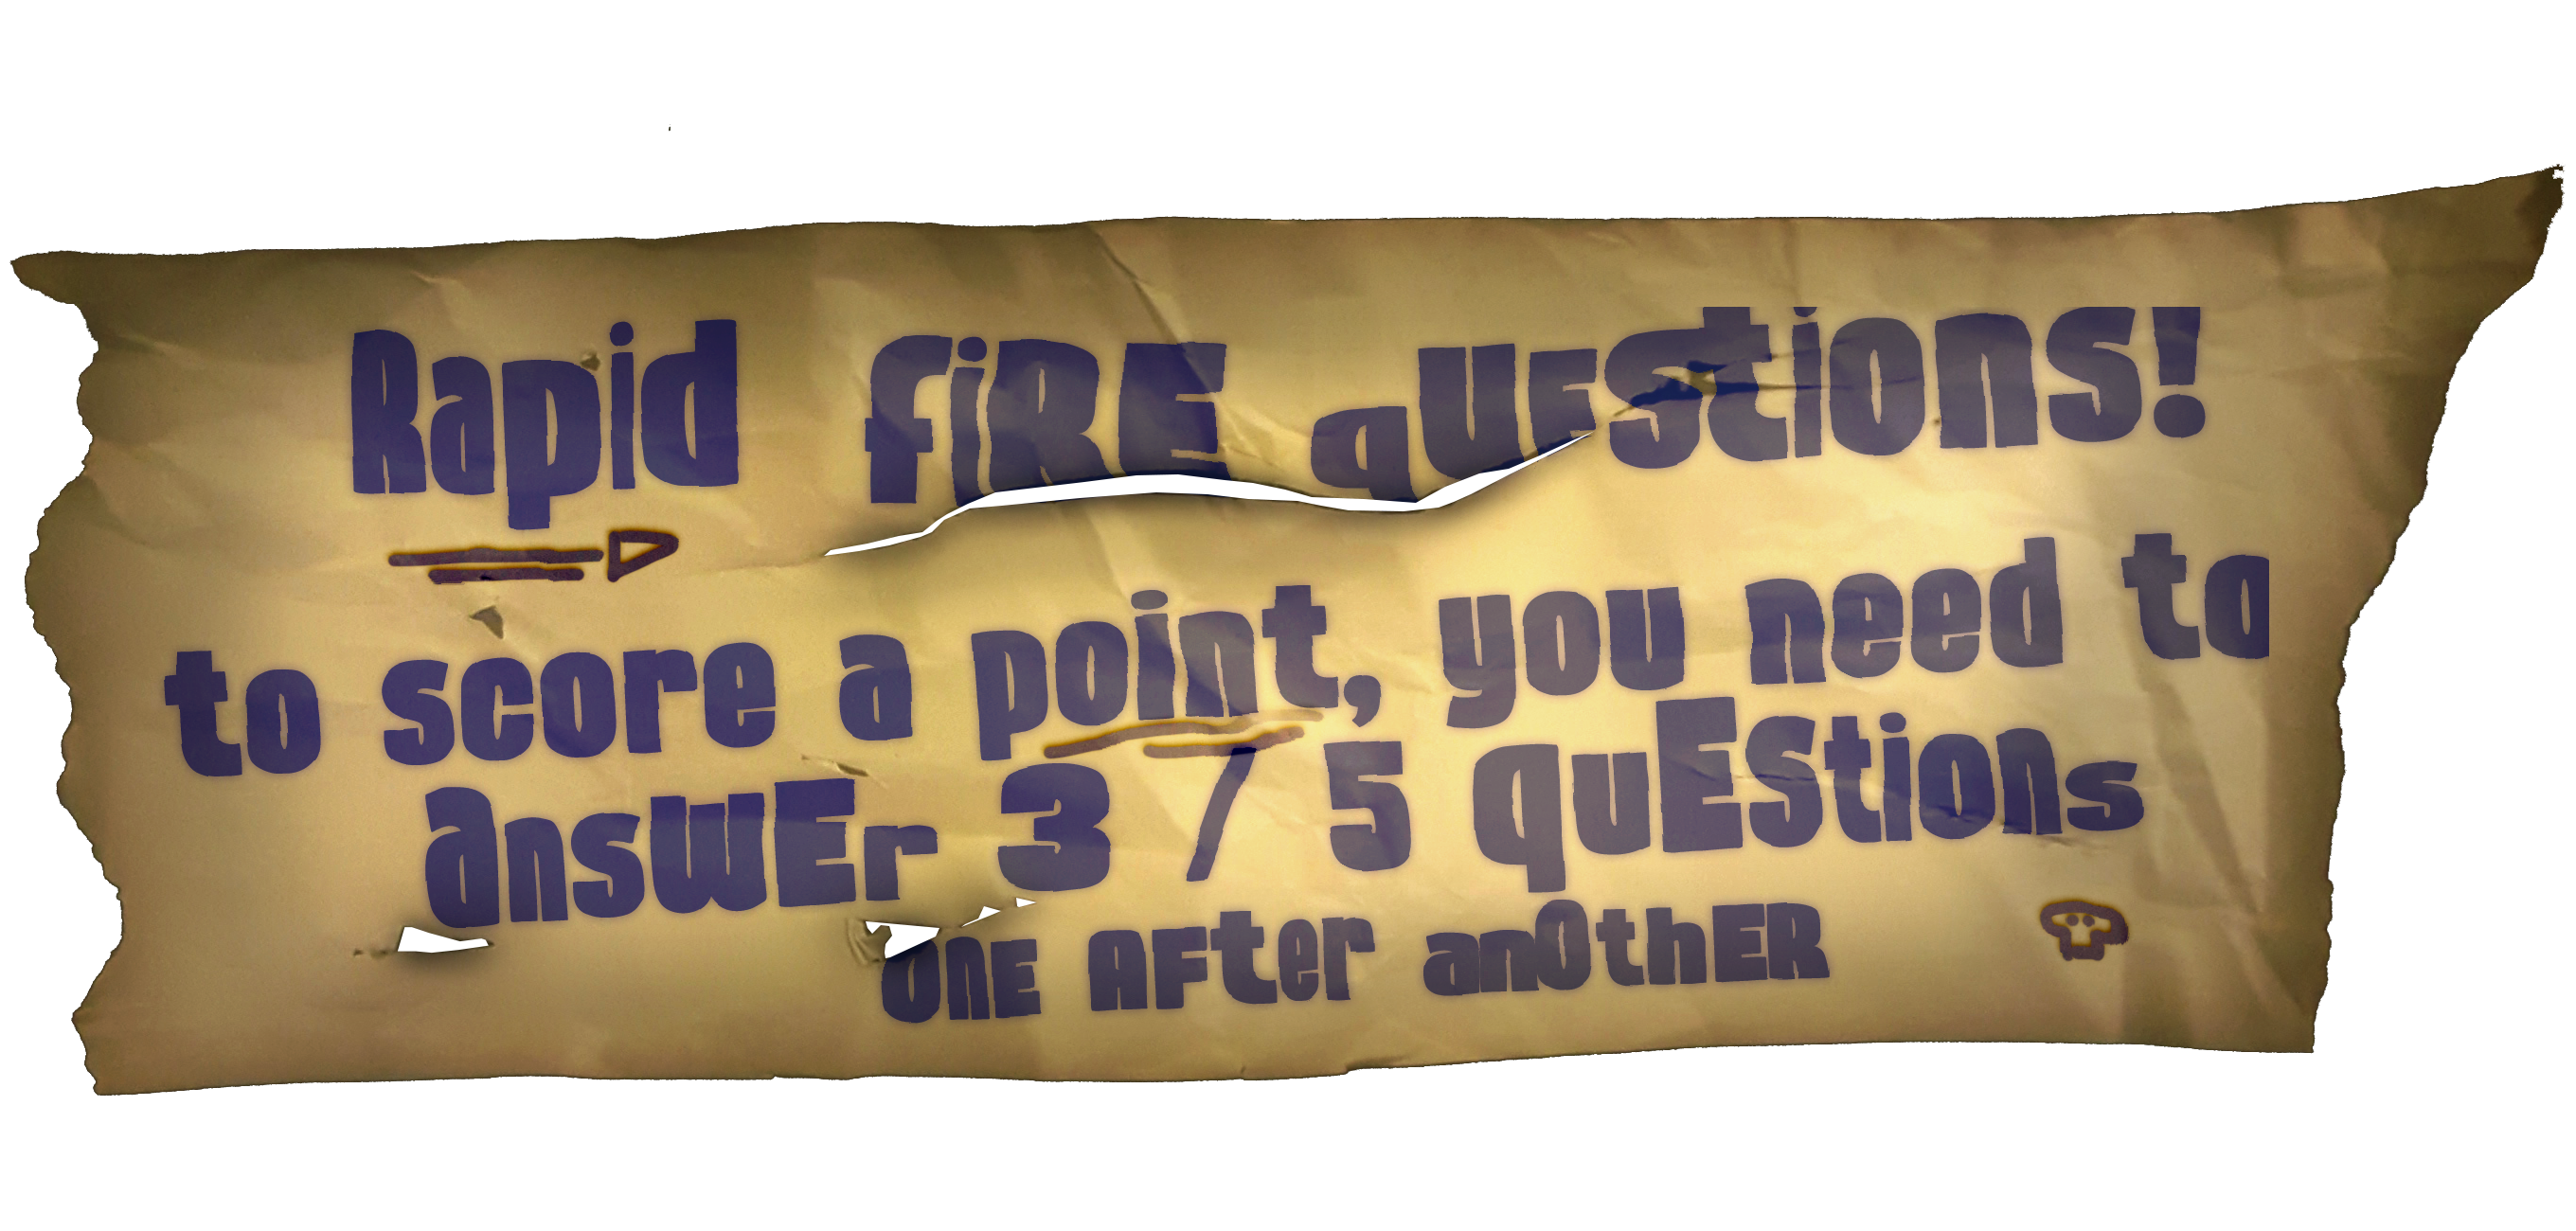 Rapid fiRE quEstions!
to score a point, you need to
answEr 3 / 5 quEStions
onE AFter anOthER